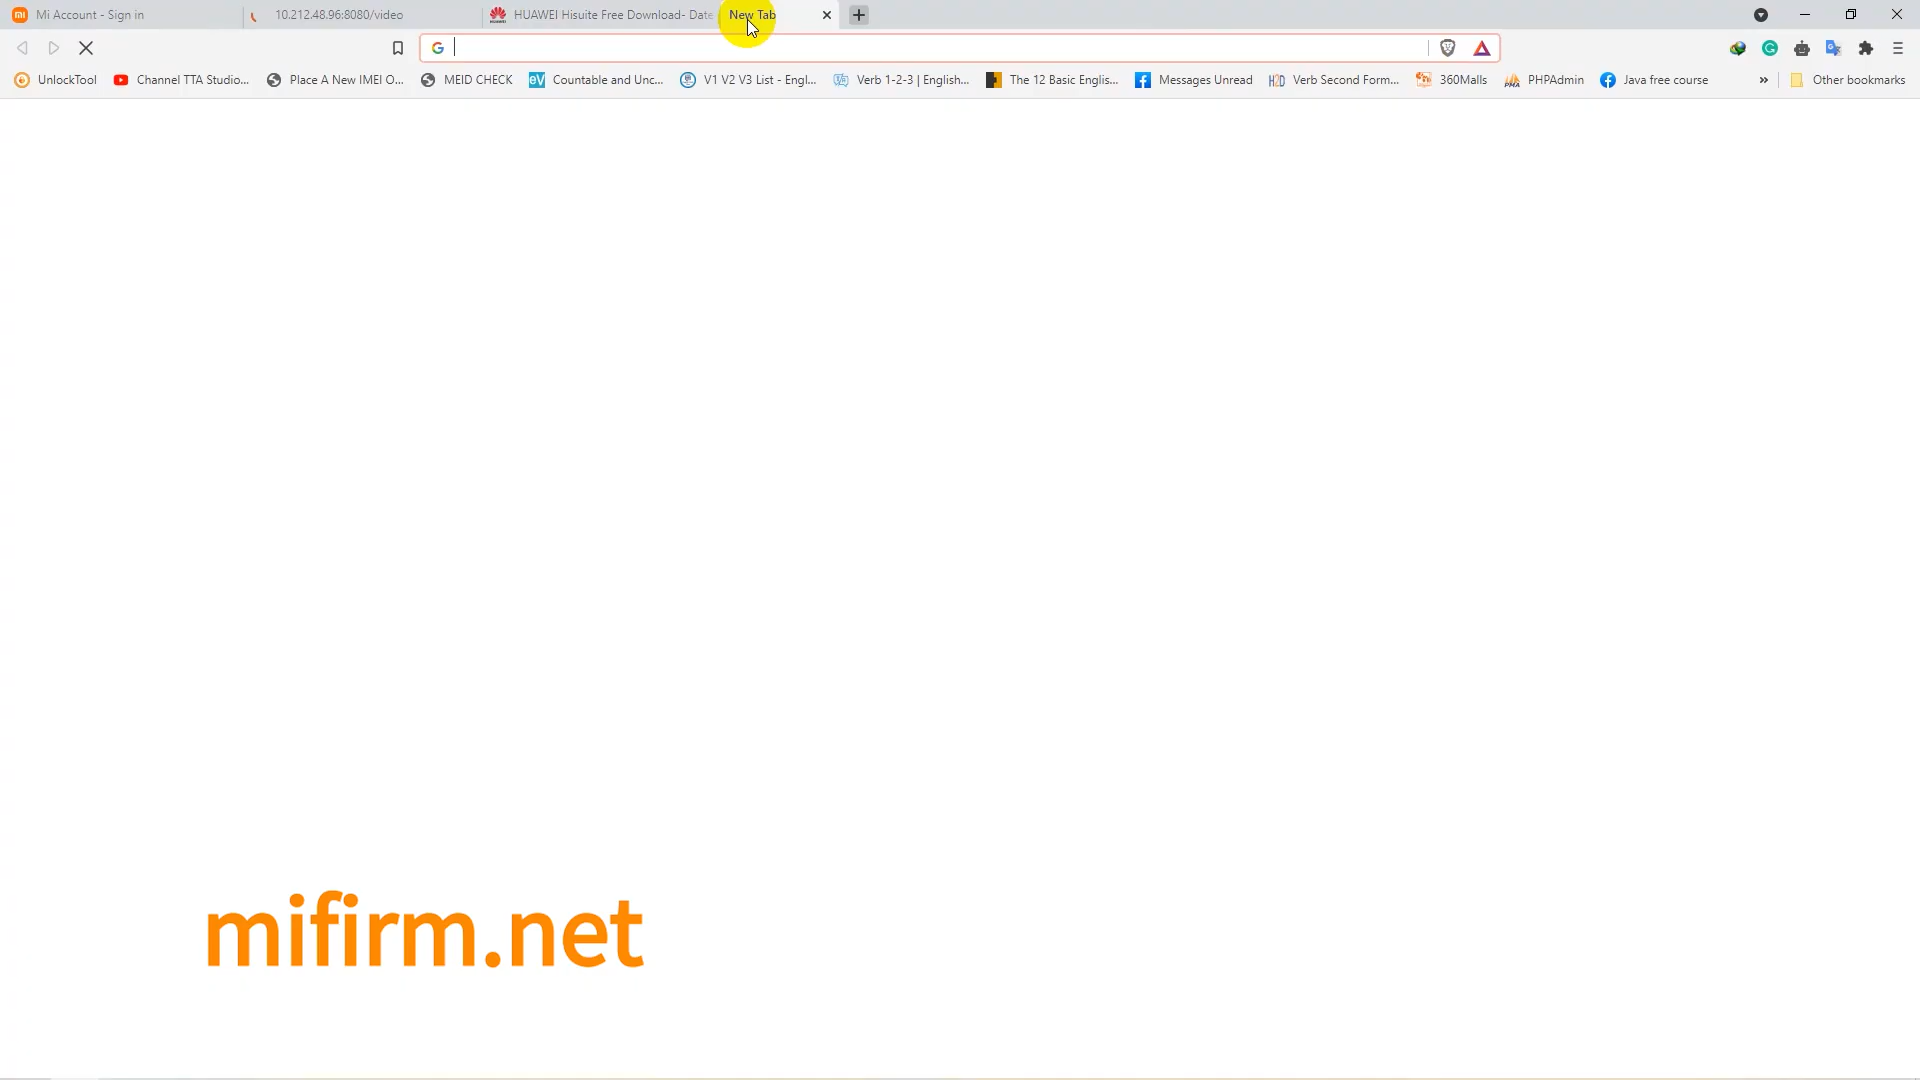 Mi Account - Sign in
10.212.48.96:8080/video
HUAWEI Hisuite Free Download- Date
New Tab
UnlockTool
Channel TTA Studio...
Place A New IMEI O...
MEID CHECK
Countable and Unc...
V1 V2 V3 List - Engl...
Verb 1-2-3 | English...
The 12 Basic Englis...
Messages Unread
Verb Second Form...
360Malls
PHPAdmin
Java free course
Other bookmarks
mifirm.net